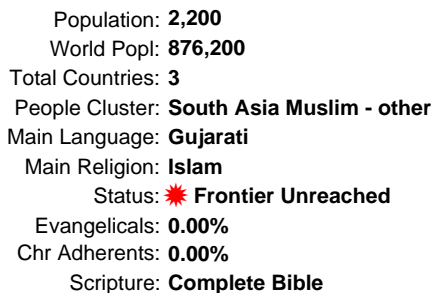 Population: 2,200
World Popl: 876,200
Total Countries: 3
People Cluster: South Asia Muslim - other
Main Language: Gujarati
Main Religion: Islam
Status: Frontier Unreached
Evangelicals: 0.00%
Chr Adherents: 0.00%
Scripture: Complete Bible